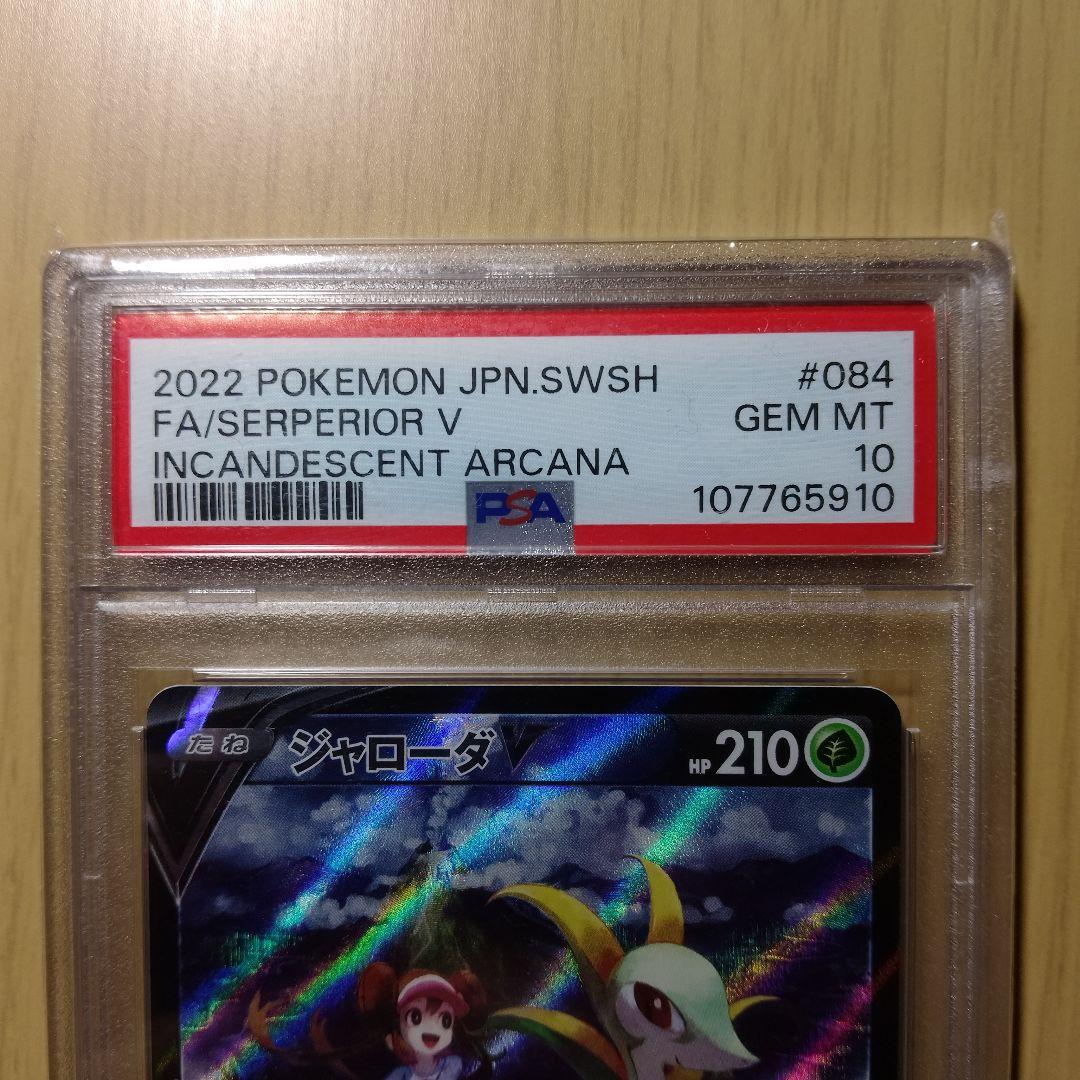 2022 POKEMON JPN.SWSH #084
FA/SERPERIOR V GEM MT
INCANDESCENT ARCANA 10
PSA 107765910
たね ジャローダV HP 210